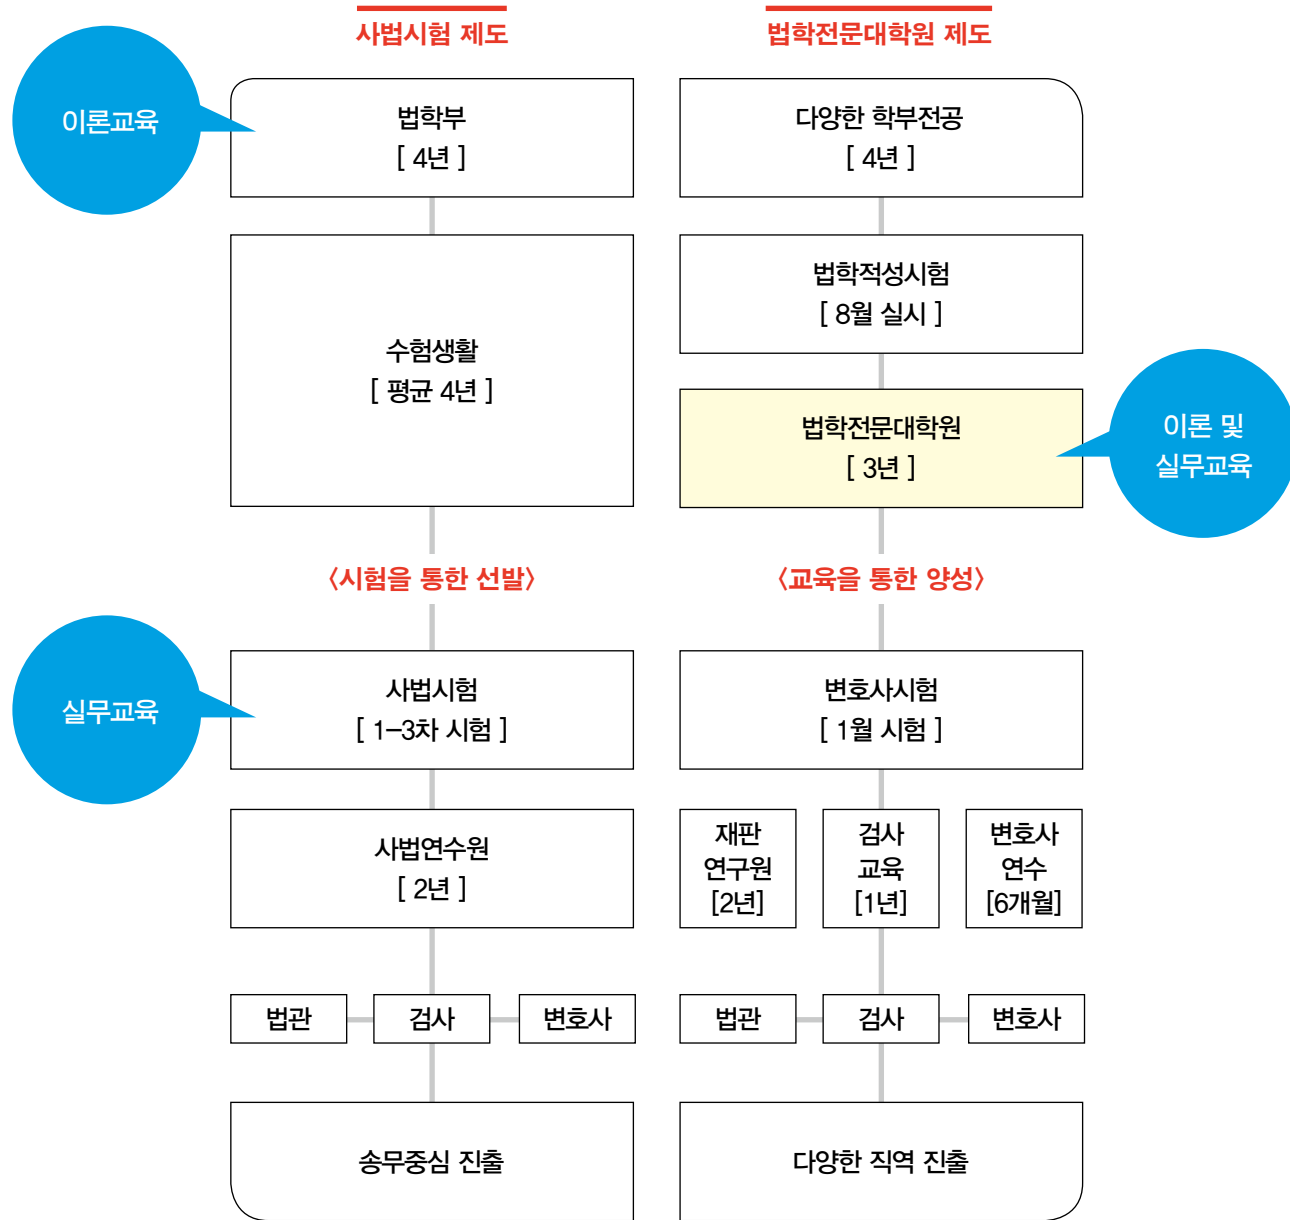 사법시험 제도
법학전문대학원 제도
이론교육
법학부
[ 4년 ]
다양한 학부전공
[ 4년 ]
수험생활
[ 평균 4년 ]
법학적성시험
[ 8월 실시 ]
법학전문대학원
[ 3년 ]
이론 및
실무교육
〈시험을 통한 선발〉
〈교육을 통한 양성〉
실무교육
사법시험
[ 1–3차 시험 ]
변호사시험
[ 1월 시험 ]
사법연수원
[ 2년 ]
재판
연구원
[2년]
검사
교육
[1년]
변호사
연수
[6개월]
법관
검사
변호사
법관
검사
변호사
송무중심 진출
다양한 직역 진출